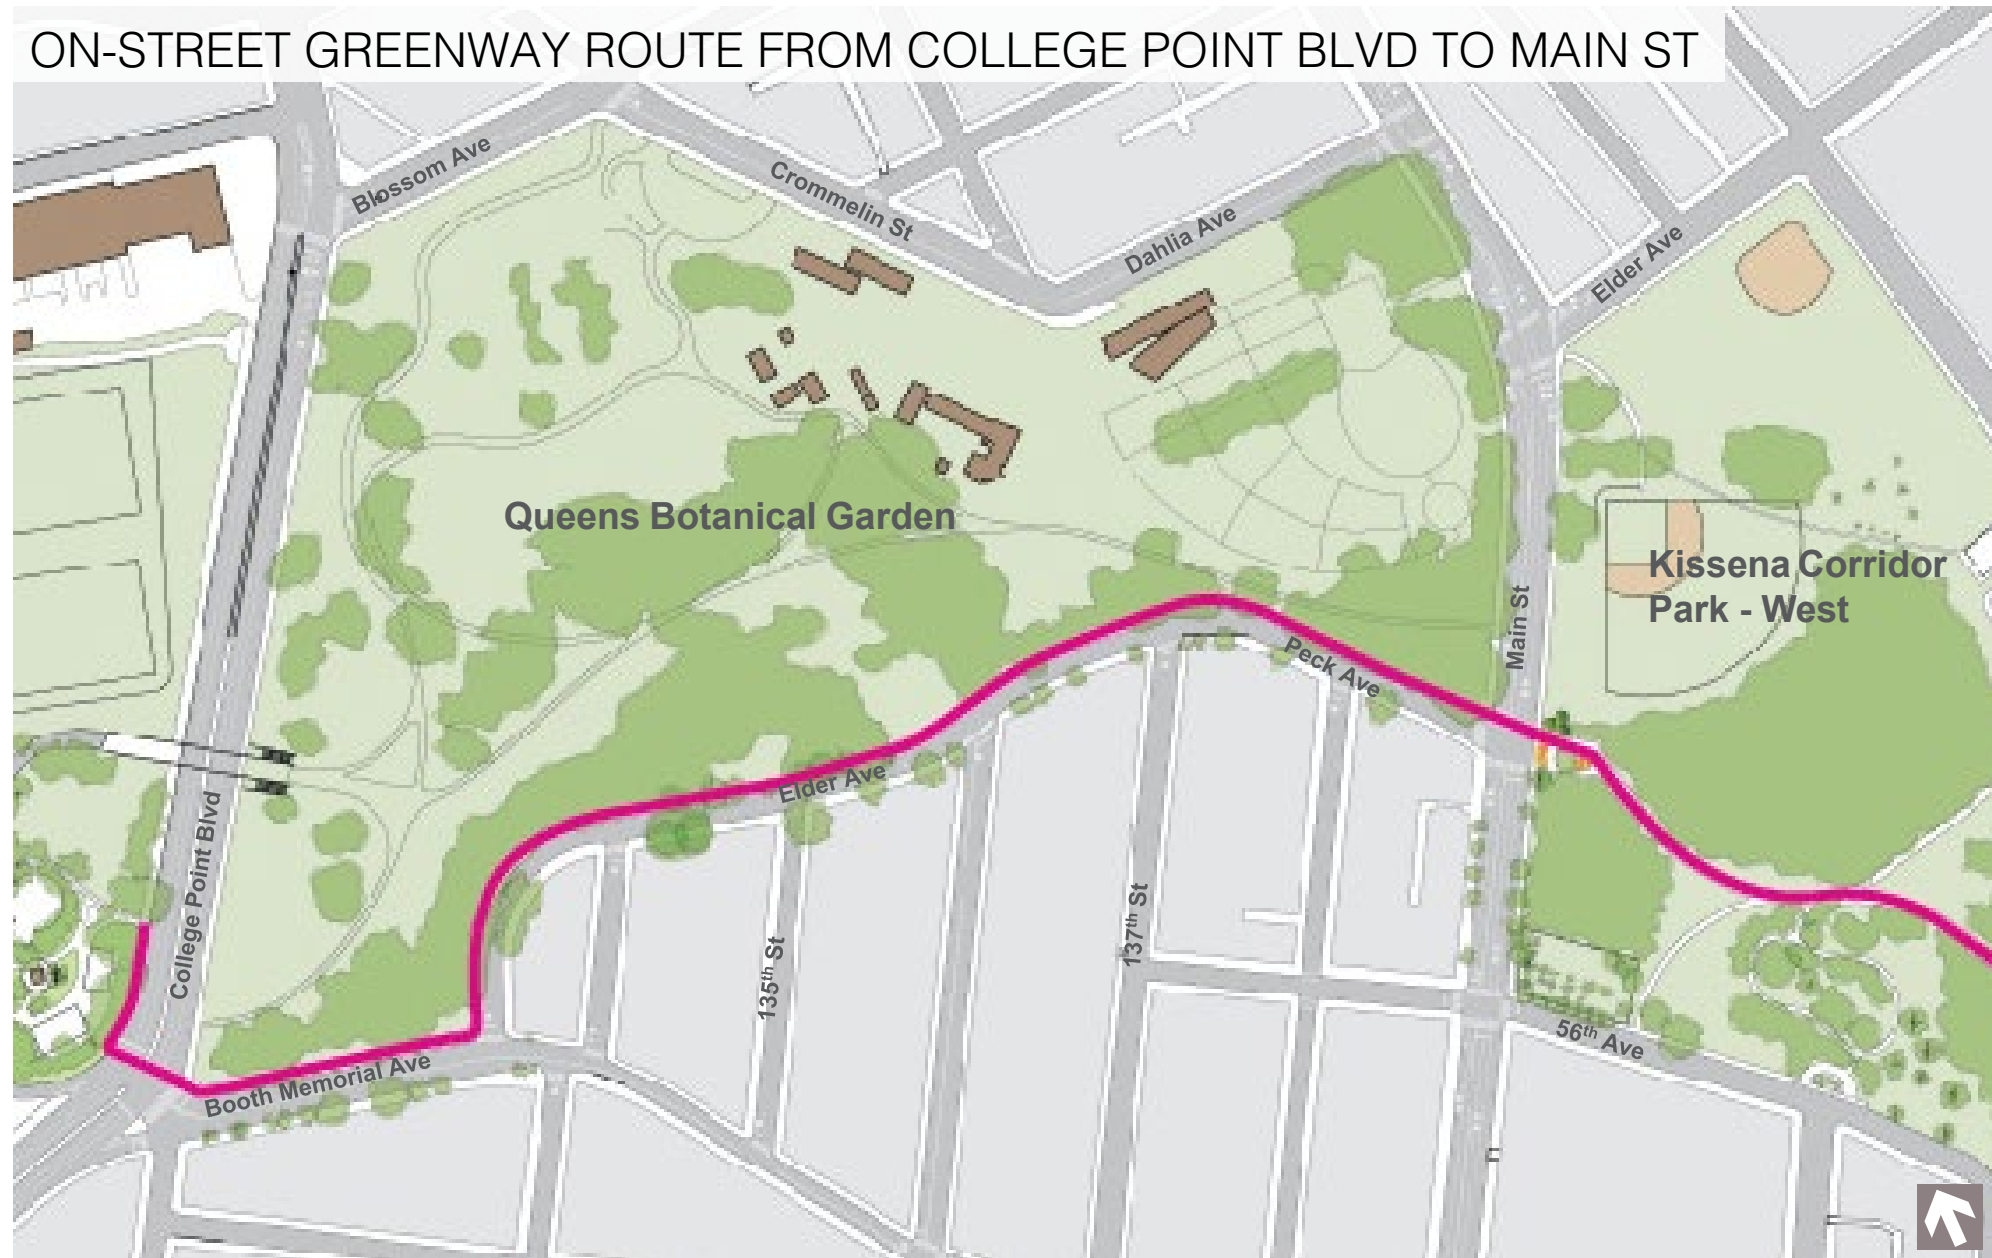 ON-STREET GREENWAY ROUTE FROM COLLEGE POINT BLVD TO MAIN ST
Blossom Ave
Crommelin St
Dahlia Ave
Elder Ave
Queens Botanical Garden
Kissena Corridor
Park - West
Main St
Peck Ave
Elder Ave
College Point Blvd
137th St
135th St
56th Ave
Booth Memorial Ave